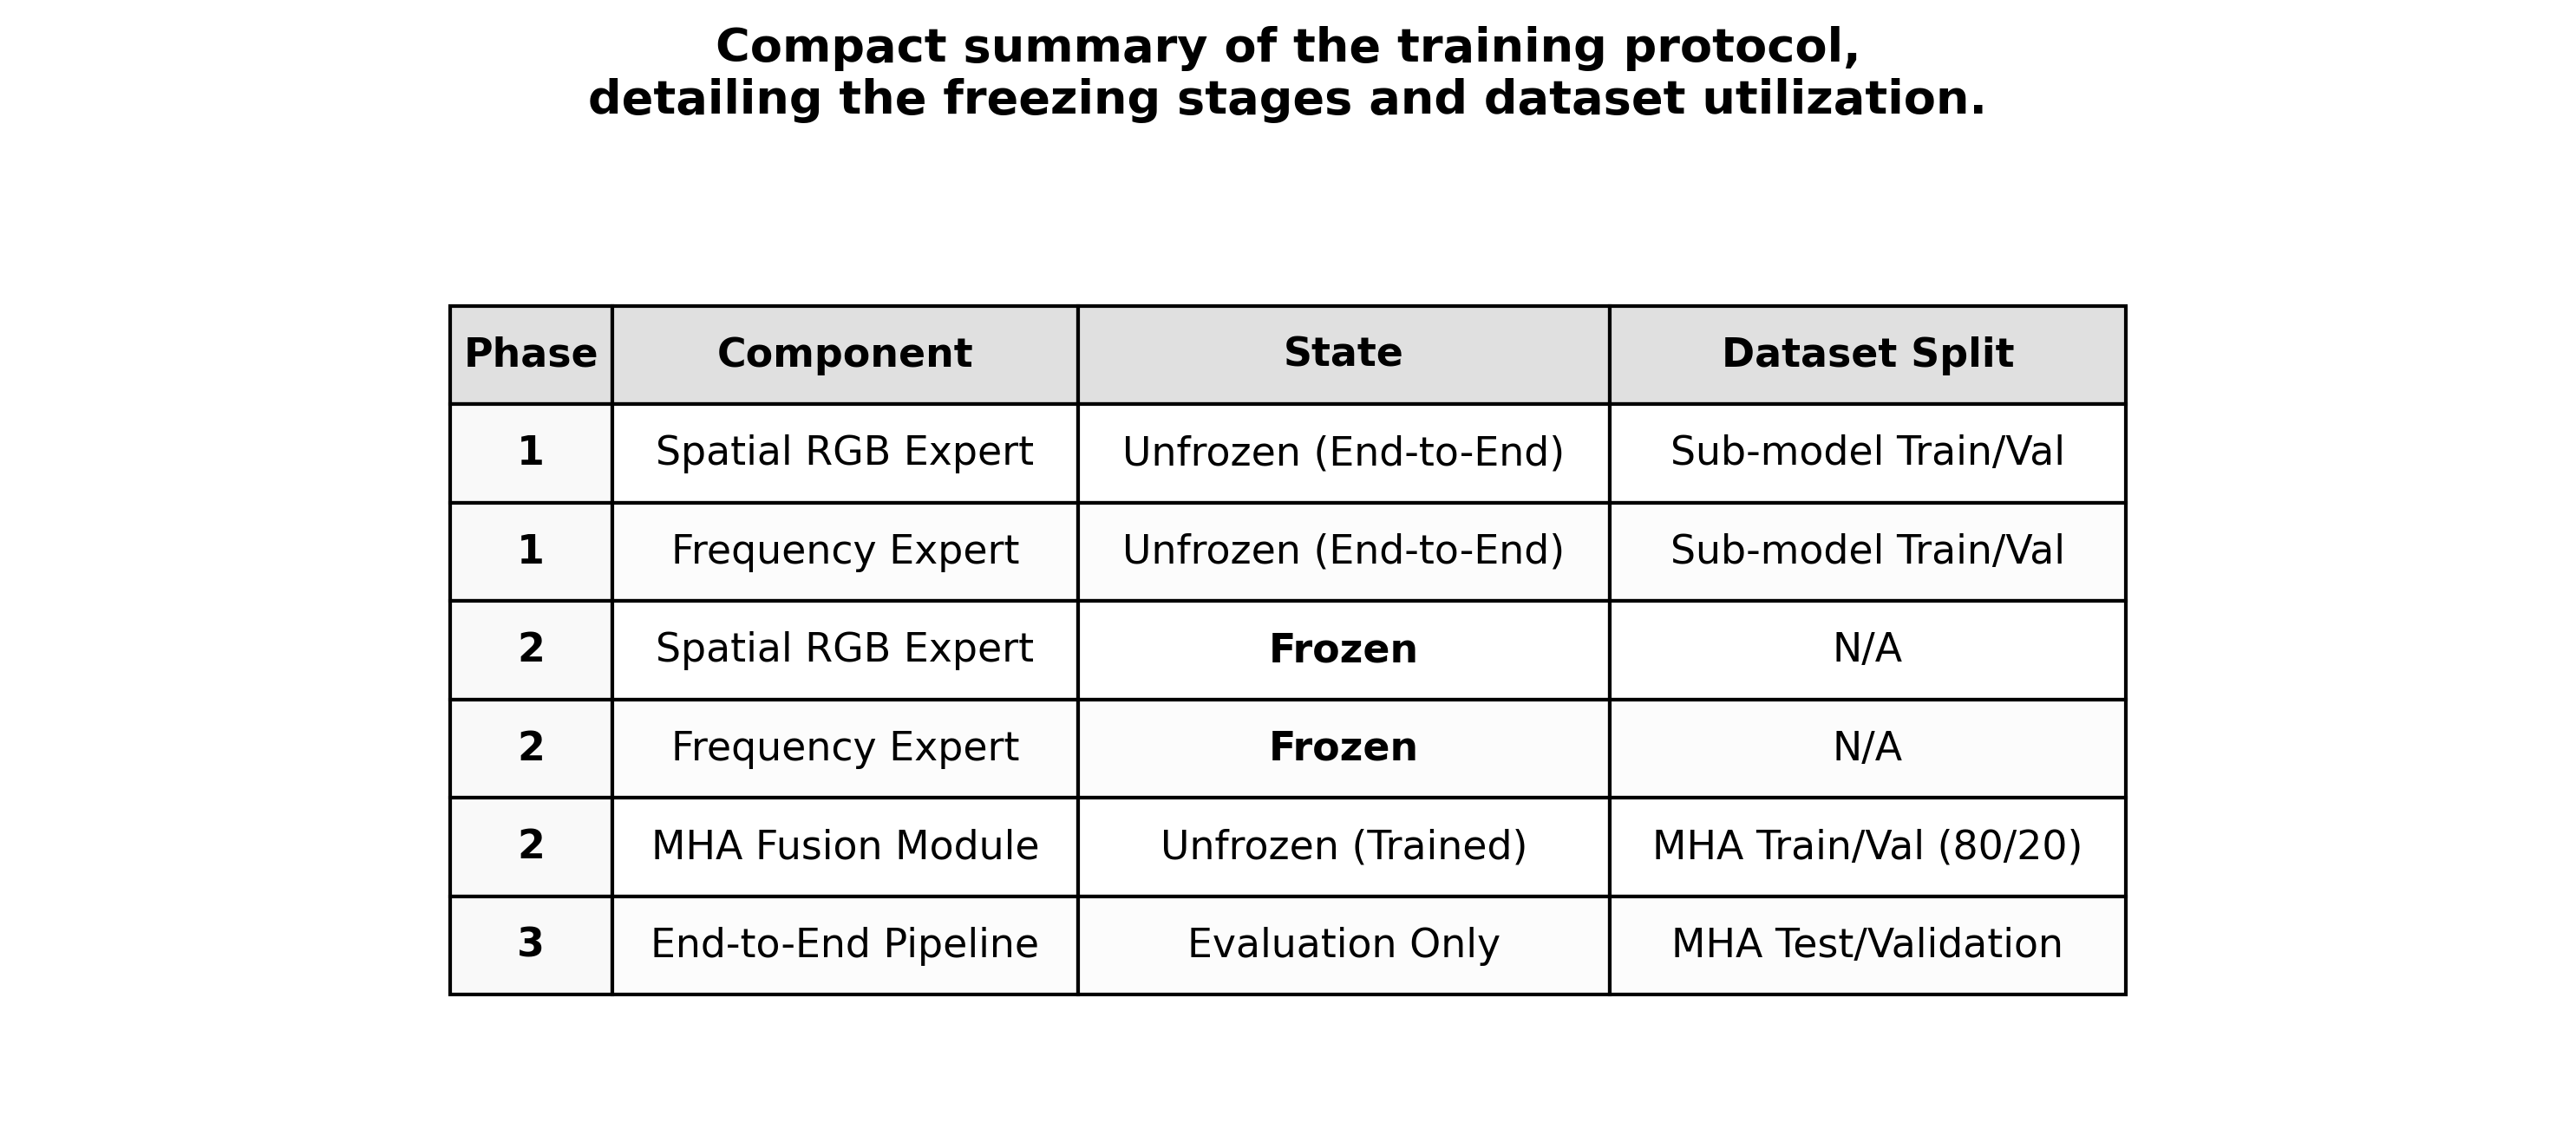 Compact summary of the training protocol,
detailing the freezing stages and dataset utilization.
Phase Component State Dataset Split
1 Spatial RGB Expert Unfrozen (End-to-End) Sub-model Train/Val
1 Frequency Expert Unfrozen (End-to-End) Sub-model Train/Val
2 Spatial RGB Expert Frozen N/A
2 Frequency Expert Frozen N/A
2 MHA Fusion Module Unfrozen (Trained) MHA Train/Val (80/20)
3 End-to-End Pipeline Evaluation Only MHA Test/Validation